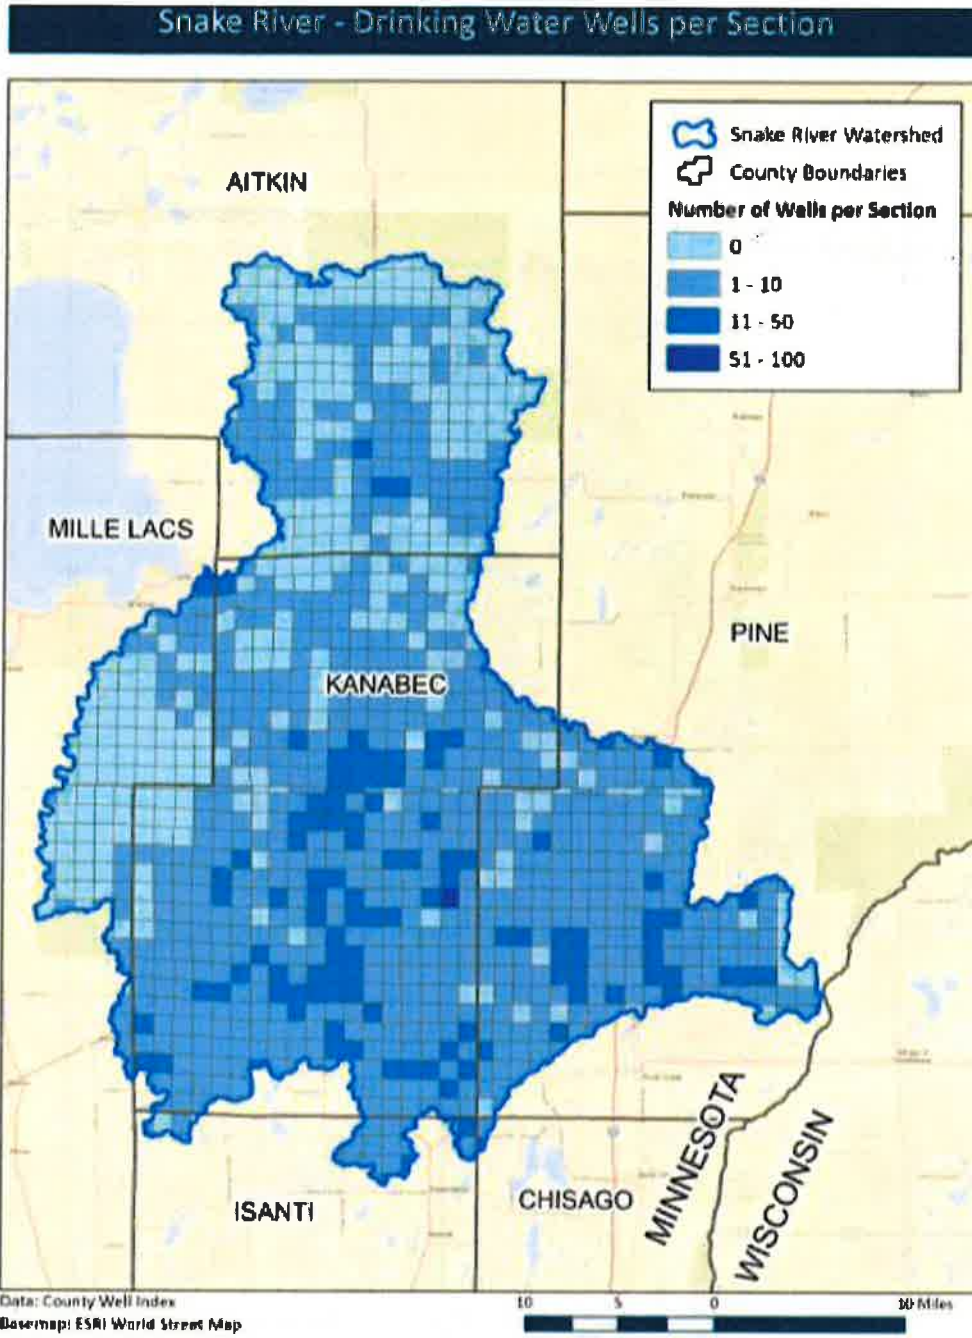 Snake River - Drinking Water Wells per Section
Snake River Watershed
County Boundaries
Number of Wells per Section
0
1 - 10
11 - 50
51 - 100
AITKIN
MILLE LACS
PINE
KANABEC
MINNESOTA
WISCONSIN
CHISAGO
ISANTI
Data: County Well Index
Basemap: ESRI World Street Map
10 5 0 10 Miles